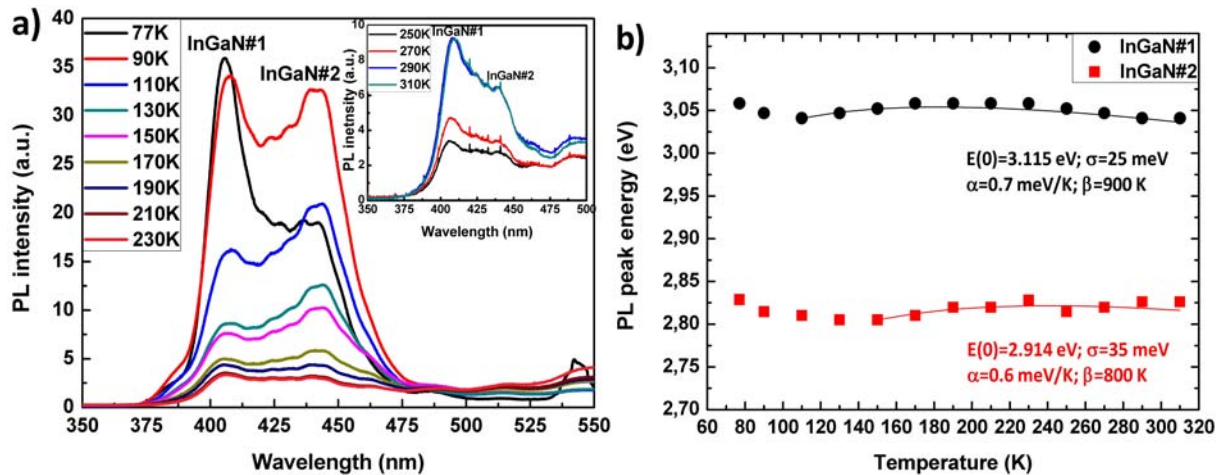 a)
40
35
30
25
20
15
10
5
0
PL intensity (a.u.)
77K
90K
110K
130K
150K
170K
190K
210K
230K
InGaN#1
InGaN#2
10
8
6
4
2
0
PL inetnsity (a.u.)
250K
270K
290K
310K
InGaN#1
InGaN#2
350 375 400 425 450 475 500
Wavelength (nm)
350 400 450 500 550
Wavelength (nm)
b)
3,15
3,10
3,05
3,00
2,95
2,90
2,85
2,80
2,75
2,70
PL peak energy (eV)
InGaN#1
InGaN#2
E(0)=3.115 eV; σ=25 meV
α=0.7 meV/K; β=900 K
E(0)=2.914 eV; σ=35 meV
α=0.6 meV/K; β=800 K
60 80 100 120 140 160 180 200 220 240 260 280 300 320
Temperature (K)